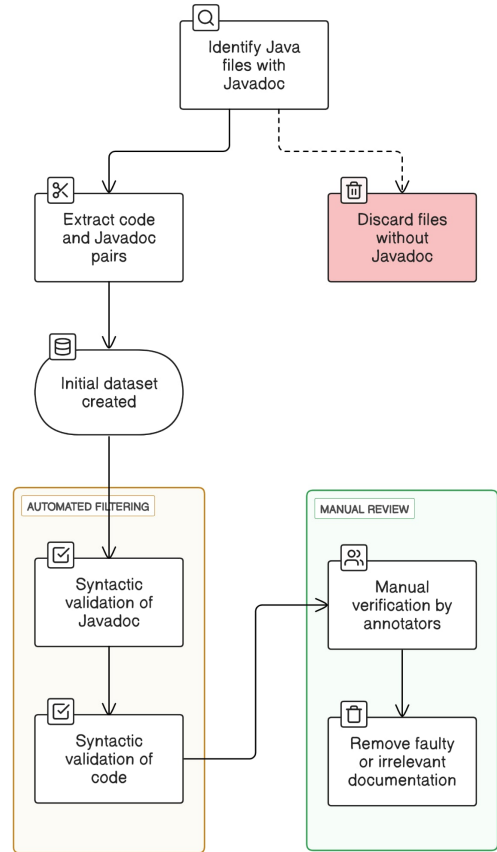 Identify Java
files with
Javadoc
Extract code
and Javadoc
pairs
Discard files
without
Javadoc
Initial dataset
created
AUTOMATED FILTERING
Syntactic
validation of
Javadoc
Syntactic
validation of
code
MANUAL REVIEW
Manual
verification by
annotators
Remove faulty
or irrelevant
documentation